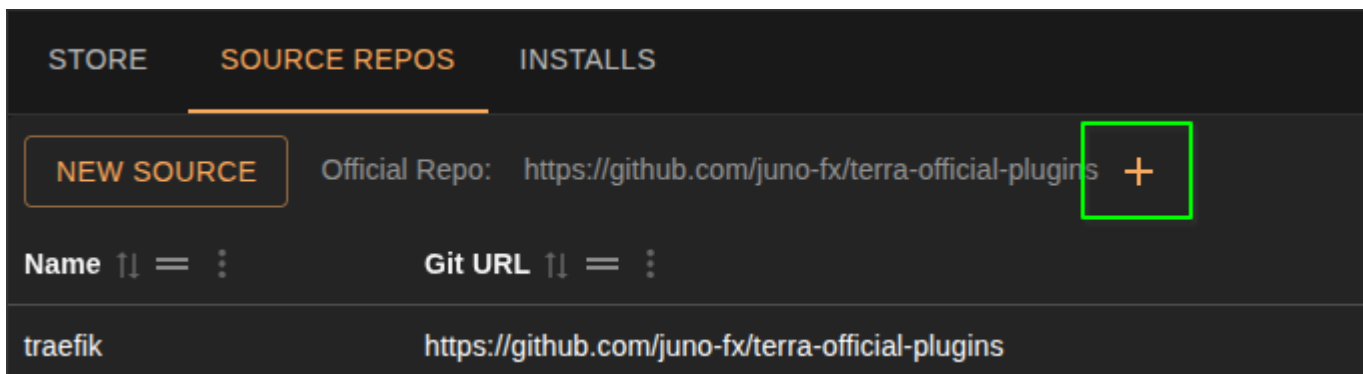 STORE SOURCE REPOS INSTALLS
NEW SOURCE Official Repo: https://github.com/juno-fx/terra-official-plugins +
Name Git URL
traefik https://github.com/juno-fx/terra-official-plugins